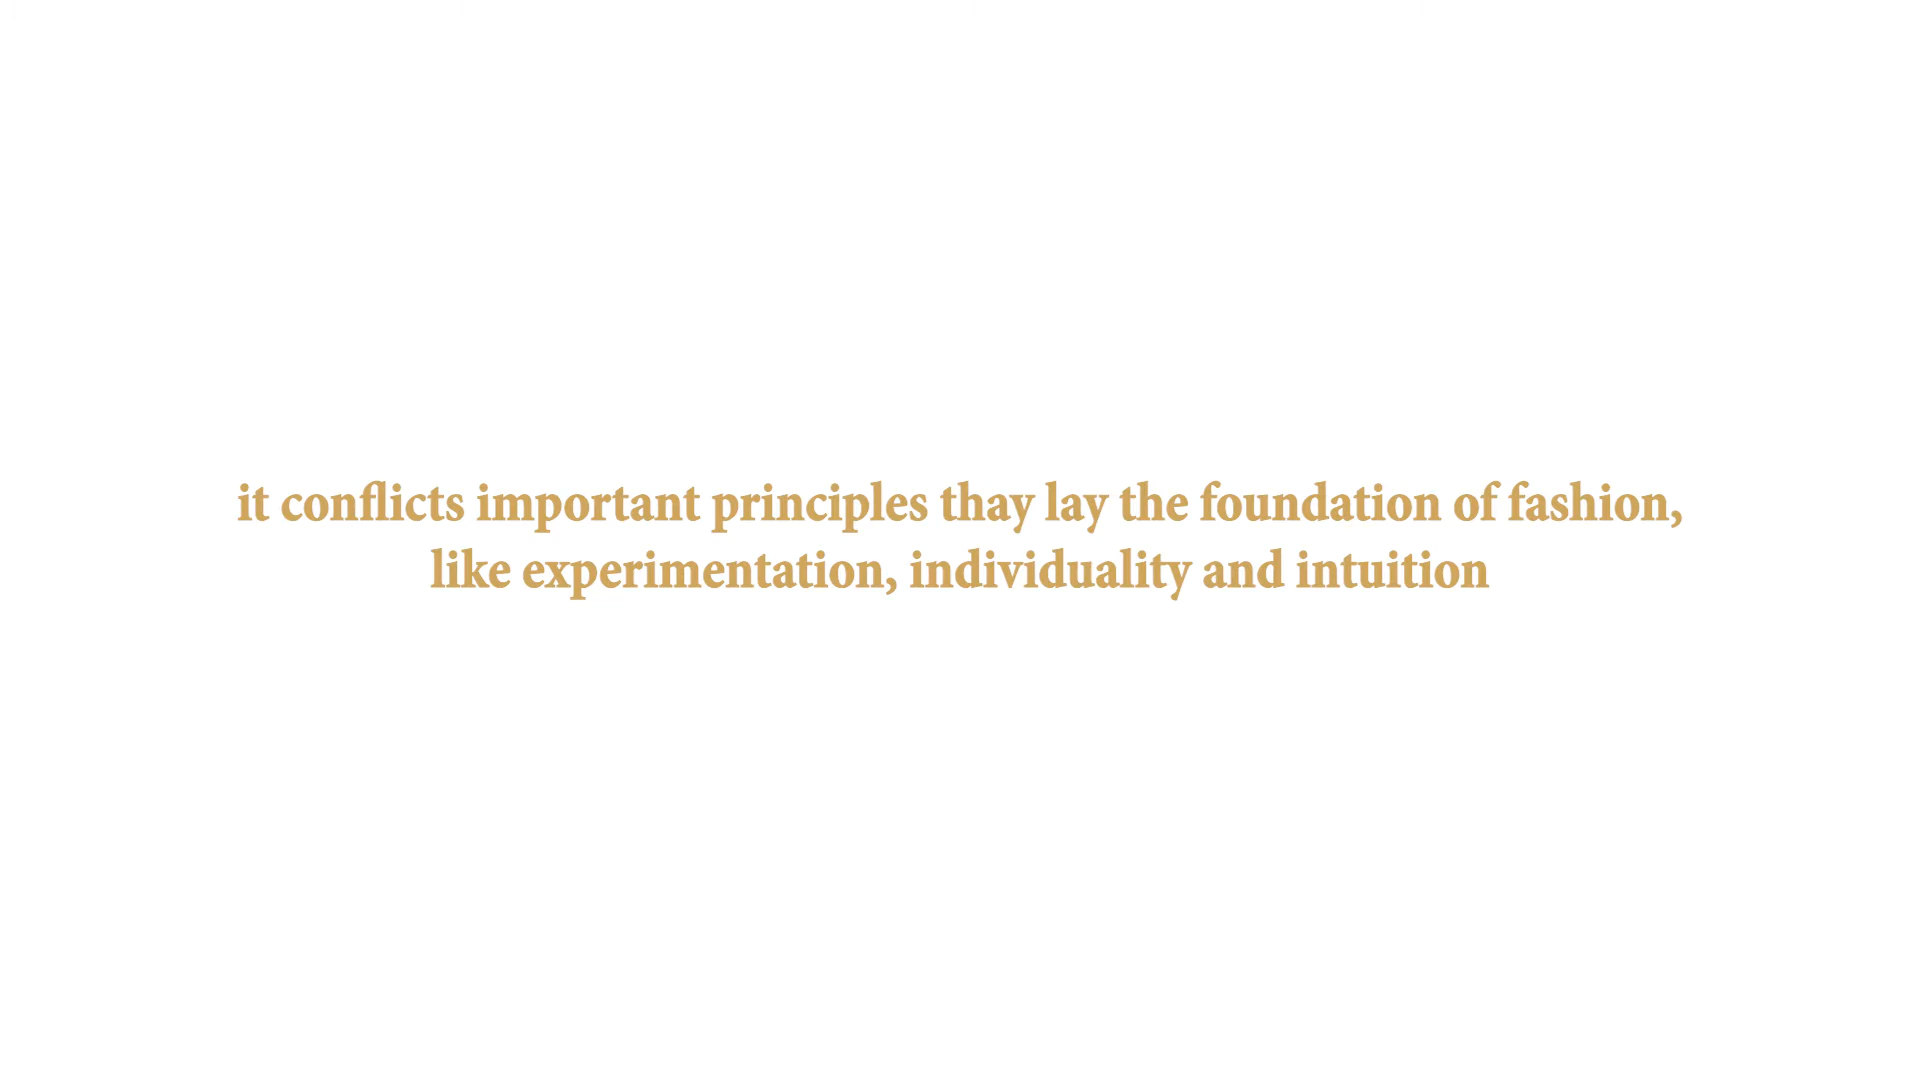 it conflicts important principles thay lay the foundation of fashion,
like experimentation, individuality and intuition